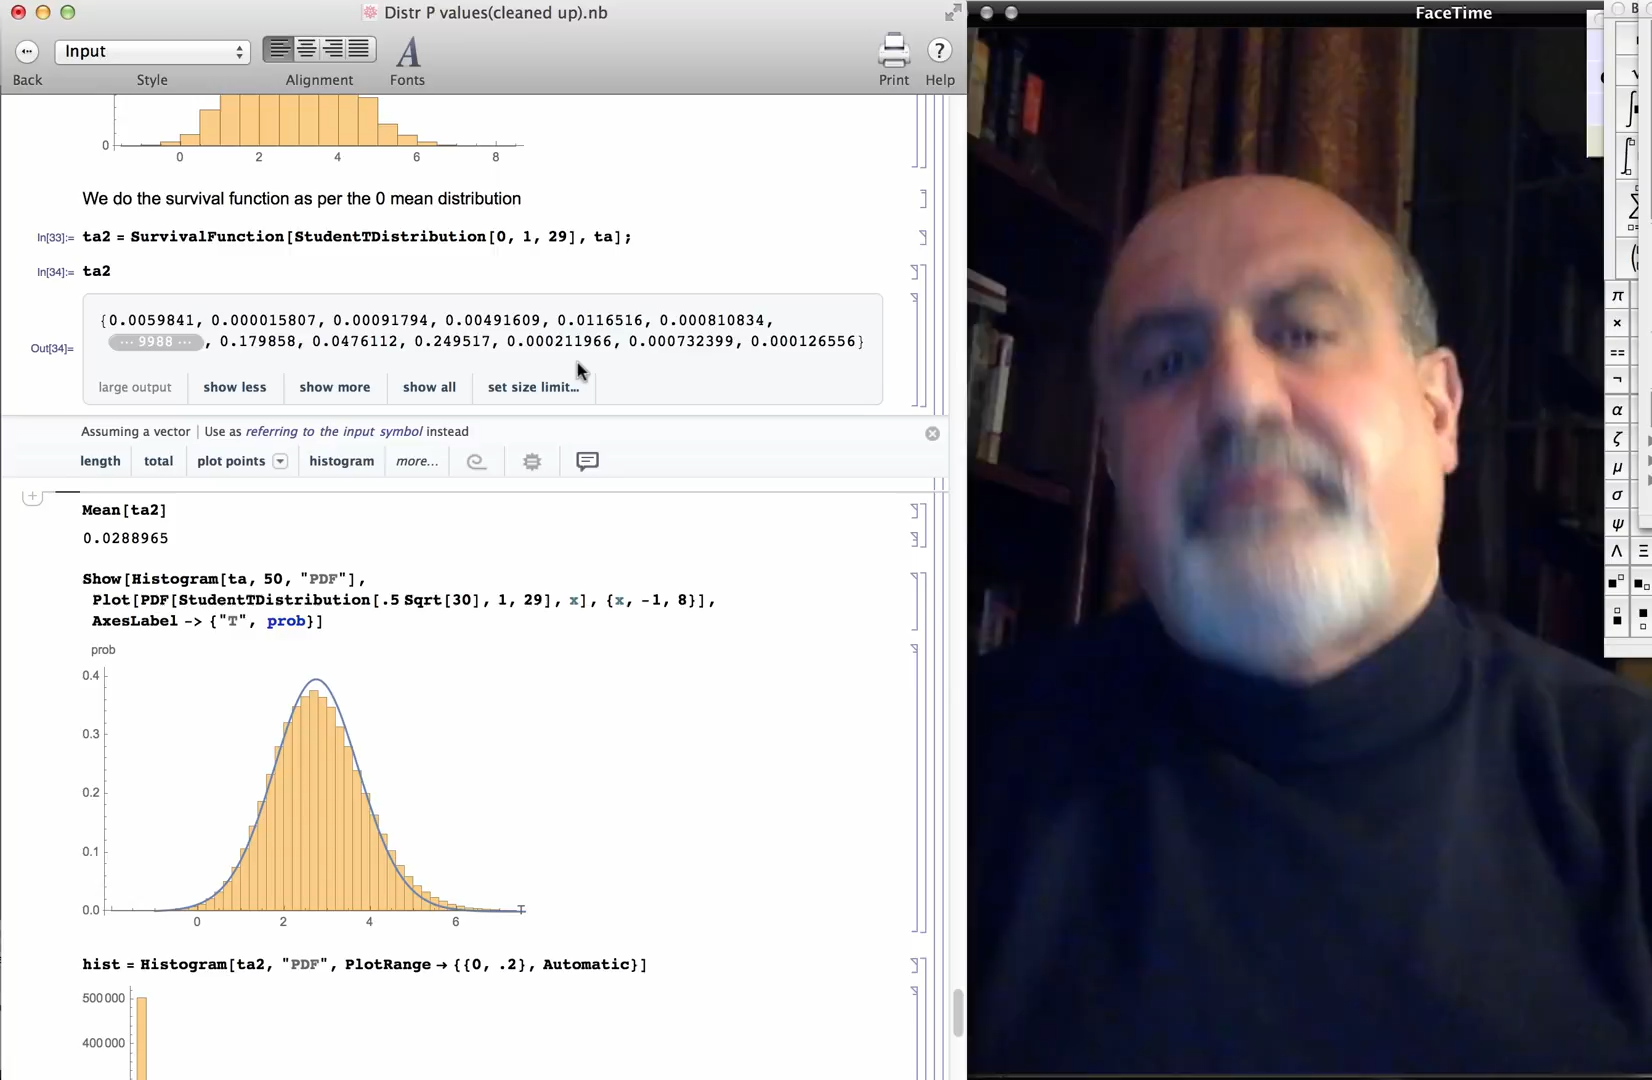 Distr P values(cleaned up).nb
FaceTime
Input
Back
Style
Alignment
Fonts
Print
Help
0
0 2 4 6 8
We do the survival function as per the 0 mean distribution
In[33]:= ta2 = SurvivalFunction[StudentTDistribution[0, 1, 29], ta];
In[34]:= ta2
{0.0059841, 0.000015807, 0.00091794, 0.00491609, 0.0116516, 0.000810834,
Out[34]= ··· 9988 ··· , 0.179858, 0.0476112, 0.249517, 0.000211966, 0.000732399, 0.000126556}
large output show less show more show all set size limit...
Assuming a vector | Use as referring to the input symbol instead
length total plot points histogram more...
Mean[ta2]
0.0288965
Show[Histogram[ta, 50, "PDF"],
Plot[PDF[StudentTDistribution[.5 Sqrt[30], 1, 29], x], {x, -1, 8}],
AxesLabel -> {"T", prob}]
prob
0.4
0.3
0.2
0.1
0.0
0 2 4 6
T
hist = Histogram[ta2, "PDF", PlotRange → {{0, .2}, Automatic}]
500 000
400 000
π
×
==
¬
α
ζ
μ
σ
ψ
Λ Ξ